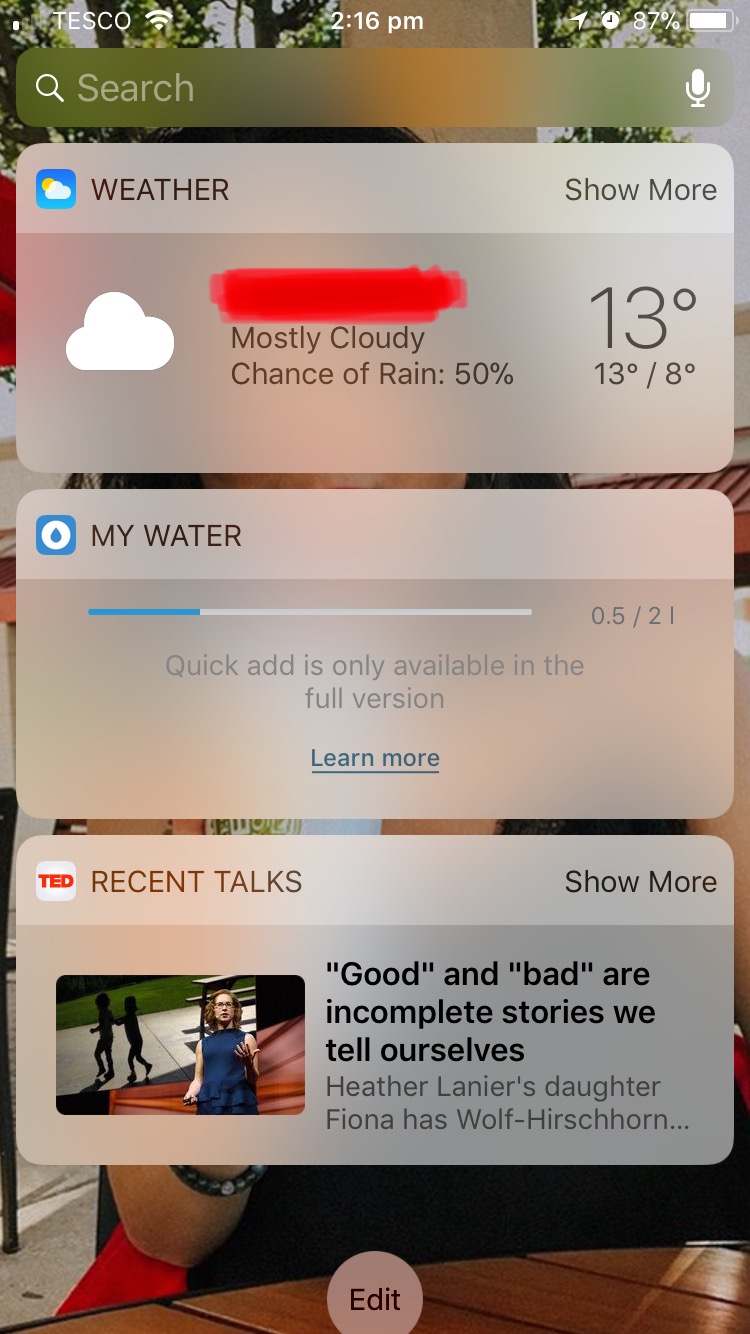 TESCO 2:16 pm 87%
Search
WEATHER Show More
Mostly Cloudy
Chance of Rain: 50%
13°
13° / 8°
MY WATER
0.5 / 2 l
Quick add is only available in the
full version
Learn more
TED RECENT TALKS Show More
"Good" and "bad" are
incomplete stories we
tell ourselves
Heather Lanier's daughter
Fiona has Wolf-Hirschhorn...
Edit